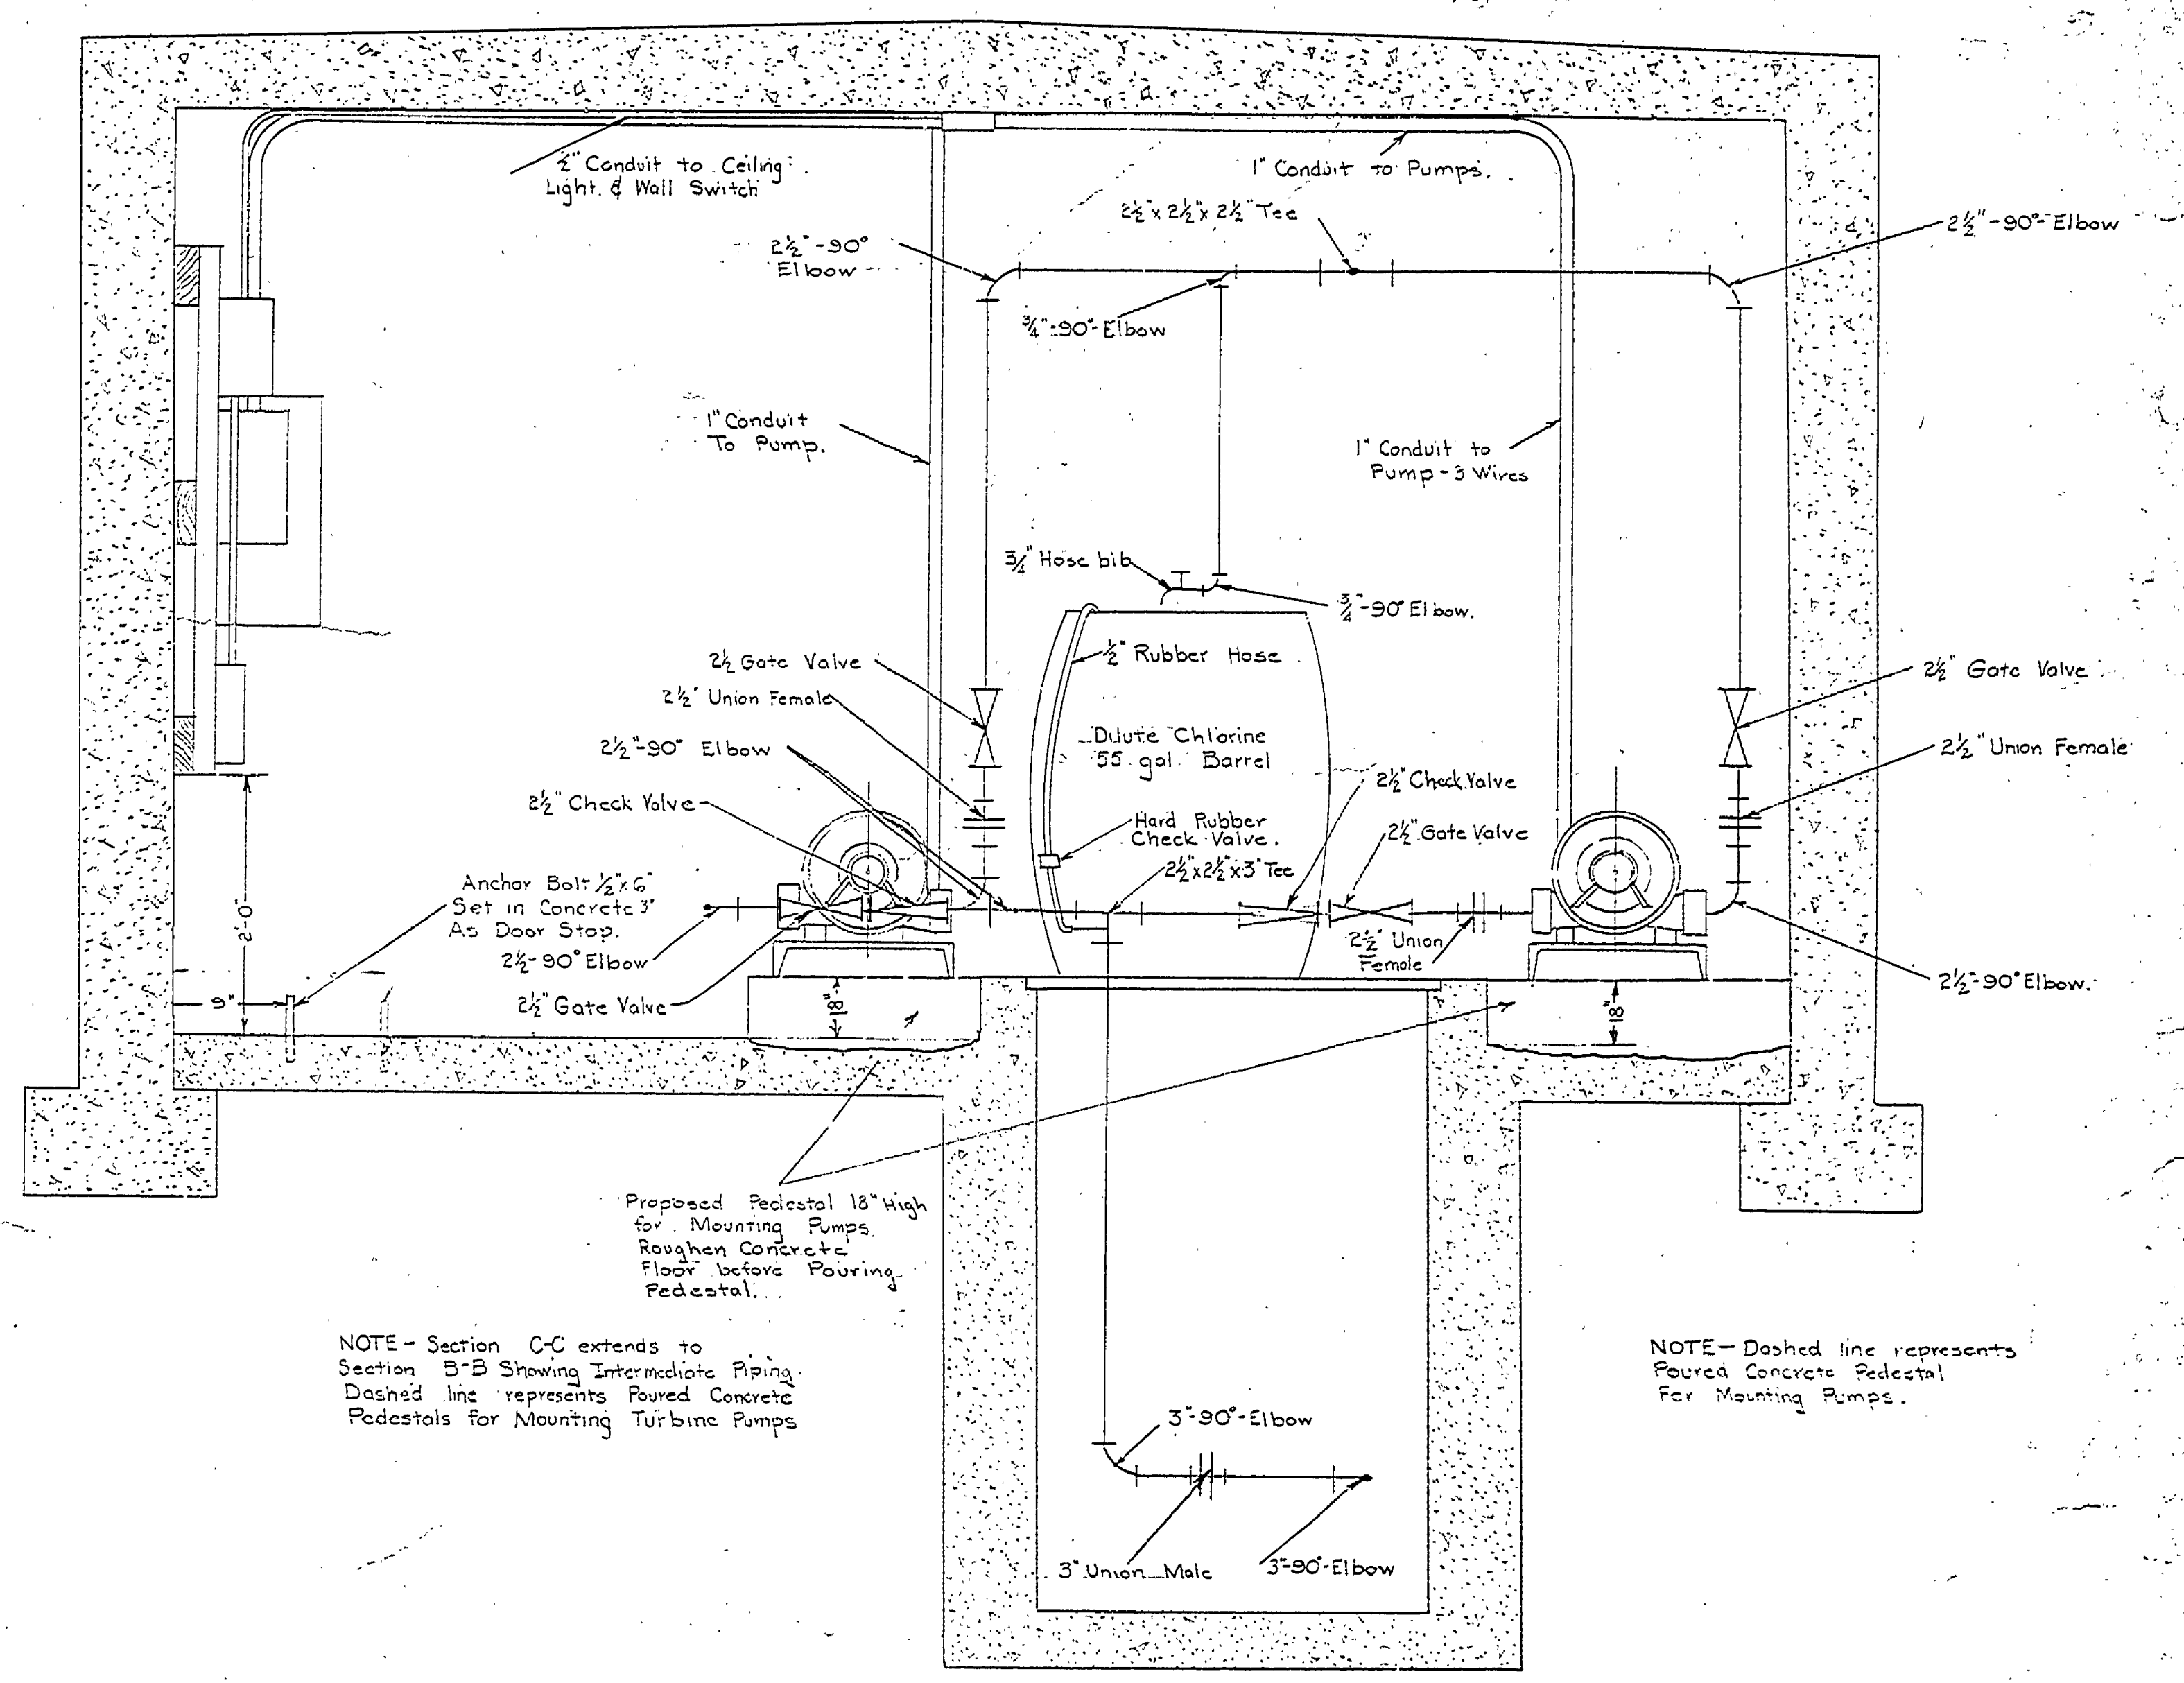 ½" Conduit to Ceiling
Light & Wall Switch
1" Conduit to Pumps.
2½" x 2½" x 2½" Tee
2½"-90°-Elbow
2½"-90°
Elbow
¾"-90°-Elbow
1" Conduit
To Pump.
1" Conduit to
Pump-3 Wires
¾" Hose bib
¾"-90° Elbow.
2½ Gate Valve
½" Rubber Hose
2½" Gate Valve
2½" Union Female
2½"-90° Elbow
Dilute Chlorine
55 gal. Barrel
2½" Union Female
2½" Check Valve
2½" Check Valve
Hard Rubber
Check Valve.
2½" Gate Valve
2½"x2½"x3" Tee
Anchor Bolt ½"x6"
Set in Concrete 3"
As Door Stop.
2'-0"
2½"-90° Elbow
2½" Union
Female
9"
2½" Gate Valve
18"
18"
2½"-90° Elbow.
Proposed Pedestal 18" High
for Mounting Pumps.
Roughen Concrete
Floor before Pouring
Pedestal.
NOTE- Section C-C extends to
Section B-B Showing Intermediate Piping.
Dashed line represents Poured Concrete
Pedestals for Mounting Turbine Pumps
NOTE- Dashed line represents
Poured Concrete Pedestal
For Mounting Pumps.
3"-90°-Elbow
3" Union Male
3"-90°-Elbow